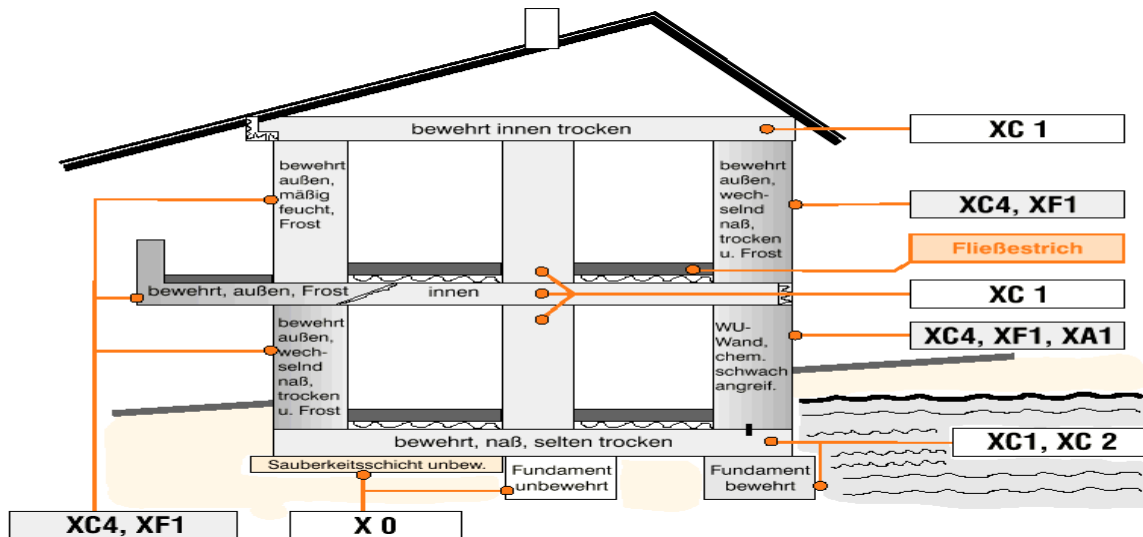 bewehrt innen trocken
XC 1
bewehrt
außen,
mäßig
feucht,
Frost
bewehrt
außen,
wech-
selnd
naß,
trocken
u. Frost
XC4, XF1
Fließestrich
bewehrt, außen, Frost
innen
XC 1
bewehrt
außen,
wech-
selnd
naß,
trocken
u. Frost
WU-
Wand,
chem.
schwach
angreif.
XC4, XF1, XA1
bewehrt, naß, selten trocken
XC1, XC 2
Sauberkeitsschicht unbew.
Fundament
unbewehrt
Fundament
bewehrt
XC4, XF1
X 0